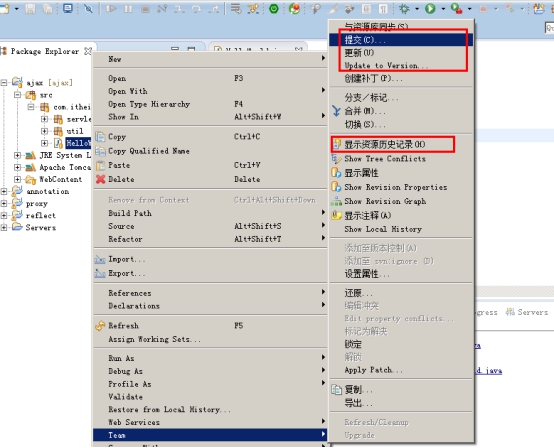 Package Explorer
ajax [ajax]
src
com.ithei
servle
util
HelloW
JRE System L
Apache Tomca
WebContent
annotation
proxy
reflect
Servers
New
Open F3
Open With
Open Type Hierarchy F4
Show In Alt+Shift+W
Copy Ctrl+C
Copy Qualified Name
Paste Ctrl+V
Delete Delete
Remove from Context Ctrl+Alt+Shift+Down
Build Path
Source Alt+Shift+S
Refactor Alt+Shift+T
Import...
Export...
References
Declarations
Refresh F5
Assign Working Sets...
Run As
Debug As
Profile As
Validate
Restore from Local History...
Web Services
Team
与资源库同步(S)
提交(C)...
更新(U)
Update to Version...
创建补丁(P)...
分支/标记...
合并(M)...
切换(S)...
显示资源历史记录(H)
Show Tree Conflicts
显示属性
Show Revision Properties
Show Revision Graph
显示注释(A)
Show Local History
添加至版本控制(A)
添加至 svn:ignore (D)
设置属性...
还原...
编辑冲突
Edit property conflicts...
标记为解决
锁定
解锁
Apply Patch...
复制...
导出...
Refresh/Cleanup
Upgrade
gress
Servers
va
d.java